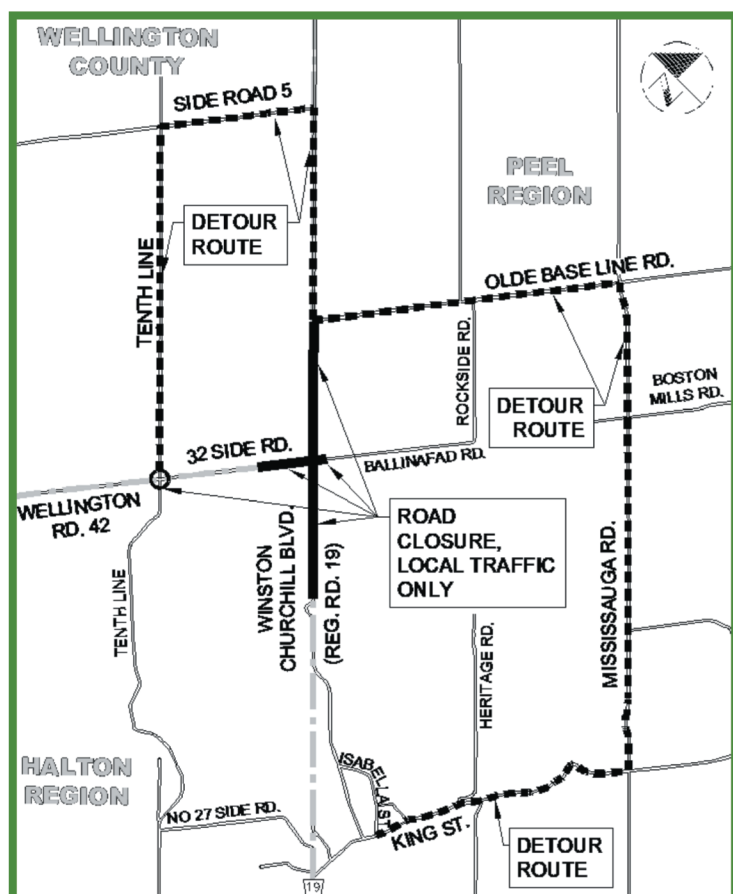 WELLINGTON
COUNTY
SIDE ROAD 5
PEEL
REGION
DETOUR
ROUTE
TENTH LINE
OLDE BASE LINE RD.
ROCKSIDE RD.
BOSTON
MILLS RD.
DETOUR
ROUTE
32 SIDE RD.
BALLINAFAD RD.
WELLINGTON
RD. 42
ROAD
CLOSURE,
LOCAL TRAFFIC
ONLY
WINSTON
CHURCHILL BLVD.
(REG. RD. 19)
TENTH LINE
HERITAGE RD.
MISSISSAUGA RD.
HALTON
REGION
ISABELLA ST.
NO 27 SIDE RD.
KING ST.
DETOUR
ROUTE
19